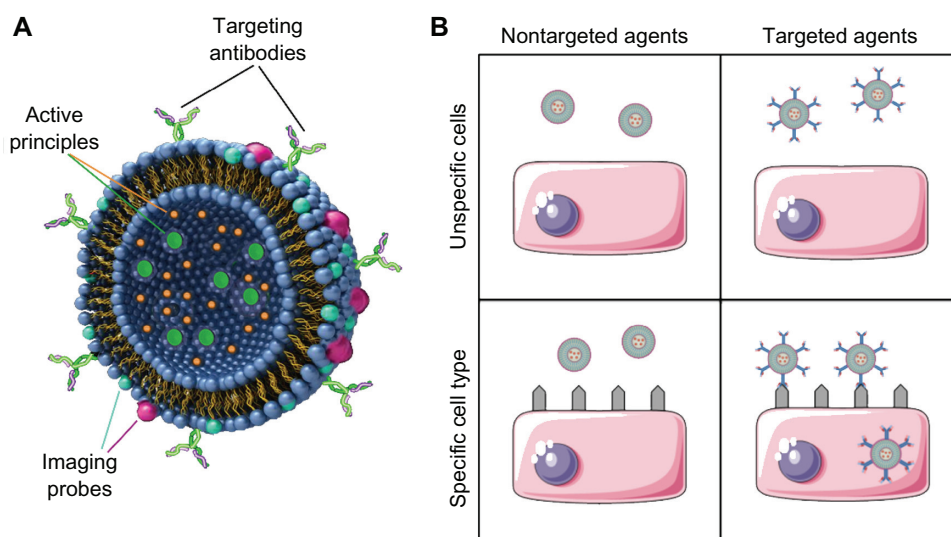 A
Targeting
antibodies
Active
principles
Imaging
probes
B
Nontargeted agents
Targeted agents
Unspecific cells
Specific cell type